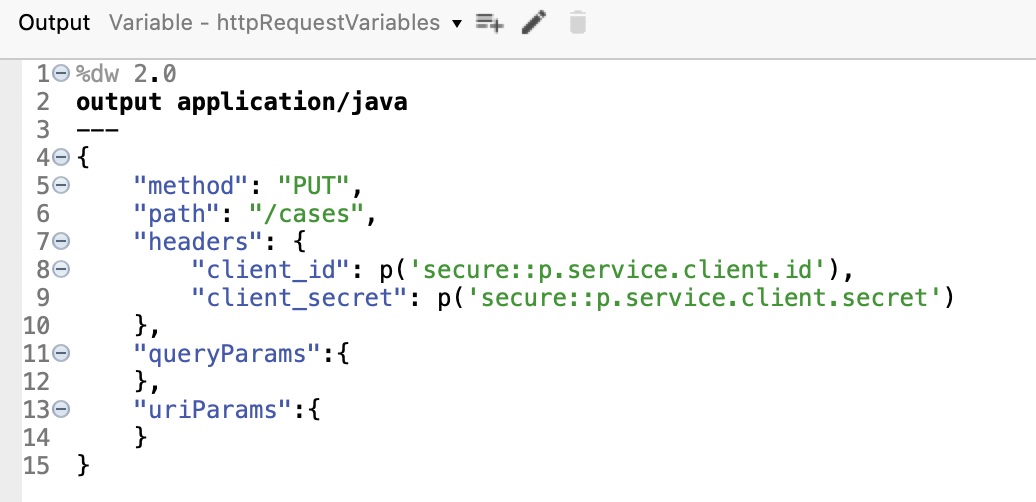 Output Variable - httpRequestVariables
1 %dw 2.0
2 output application/java
3 ---
4 {
5 "method": "PUT",
6 "path": "/cases",
7 "headers": {
8 "client_id": p('secure::p.service.client.id'),
9 "client_secret": p('secure::p.service.client.secret')
10 },
11 "queryParams":{
12 },
13 "uriParams":{
14 }
15 }